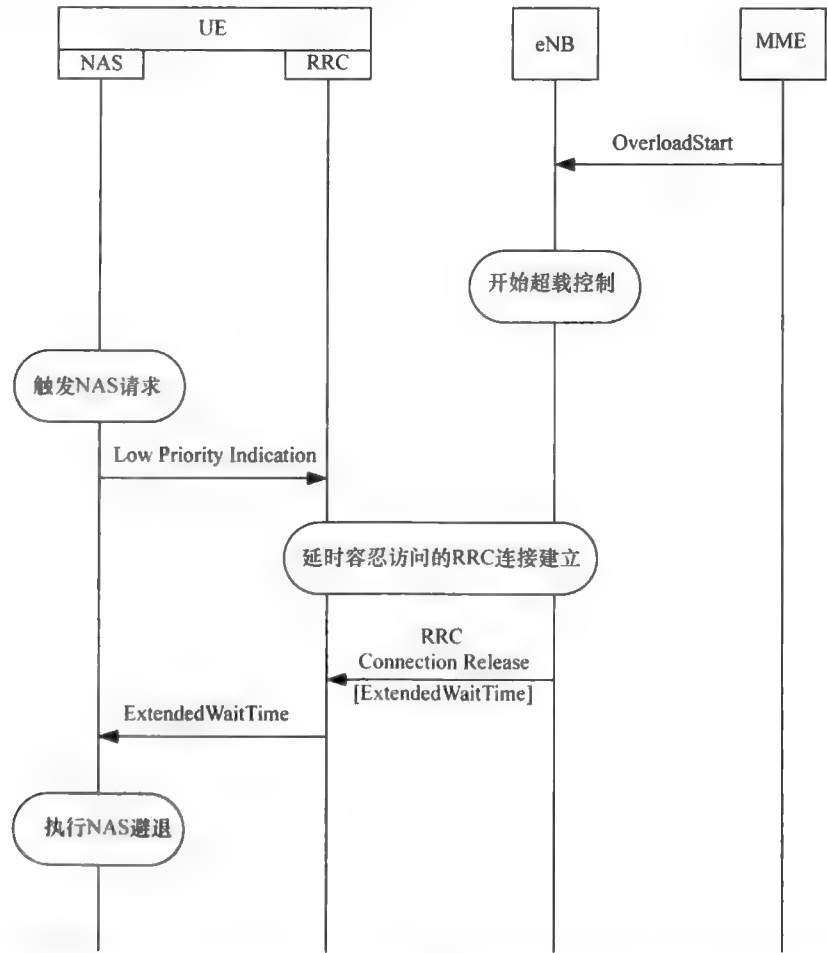 UE
NAS
RRC
eNB
MME
OverloadStart
开始超载控制
触发NAS请求
Low Priority Indication
延时容忍访问的RRC连接建立
RRC
Connection Release
[ExtendedWaitTime]
ExtendedWaitTime
执行NAS避退